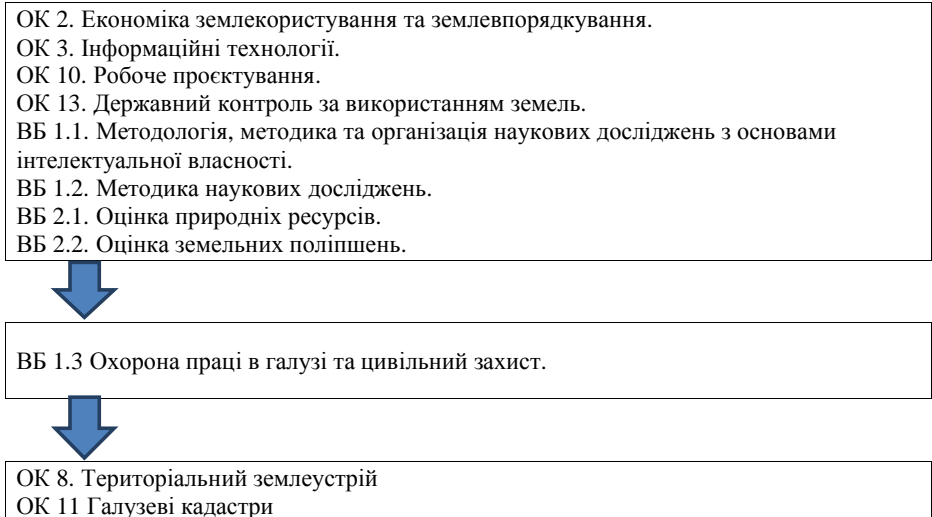 ОК 2. Економіка землекористування та землевпорядкування.
ОК 3. Інформаційні технології.
ОК 10. Робоче проєктування.
ОК 13. Державний контроль за використанням земель.
ВБ 1.1. Методологія, методика та організація наукових досліджень з основами
інтелектуальної власності.
ВБ 1.2. Методика наукових досліджень.
ВБ 2.1. Оцінка природніх ресурсів.
ВБ 2.2. Оцінка земельних поліпшень.
ВБ 1.3 Охорона праці в галузі та цивільний захист.
ОК 8. Територіальний землеустрій
ОК 11 Галузеві кадастри